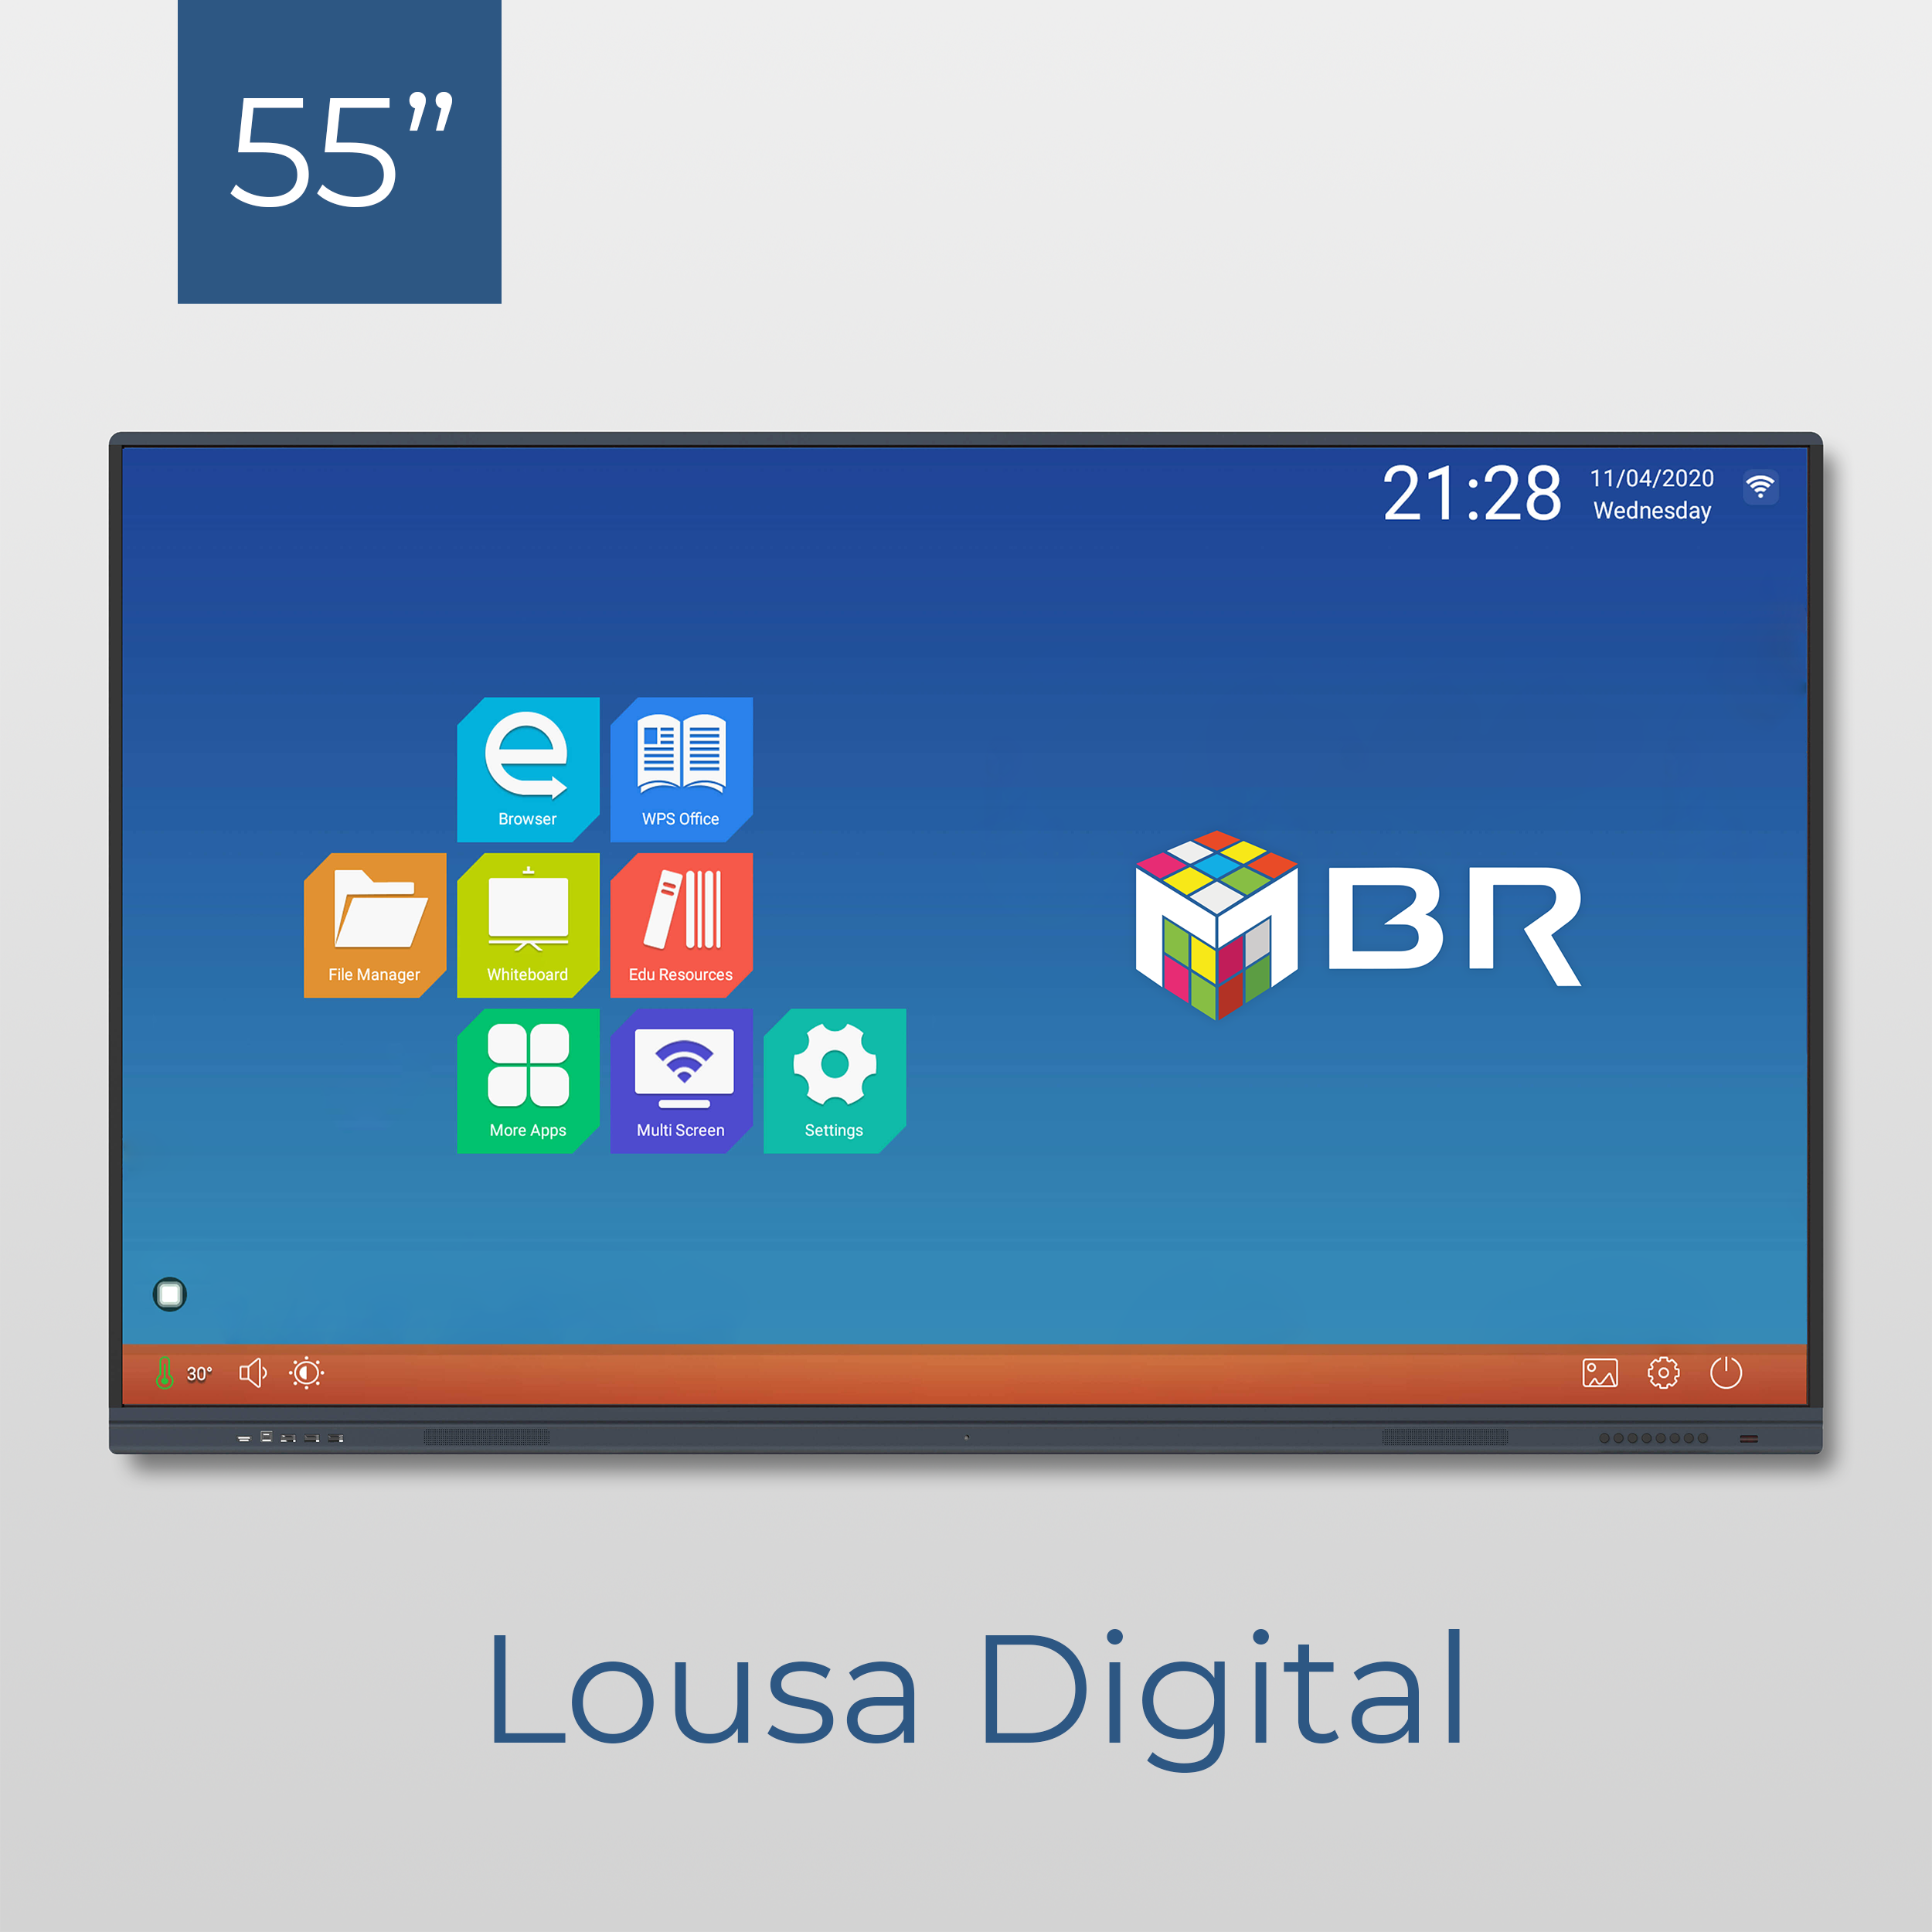 55”
21:28
11/04/2020
Wednesday
Browser
WPS Office
File Manager
Whiteboard
Edu Resources
More Apps
Multi Screen
Settings
MBR
30°
Lousa Digital